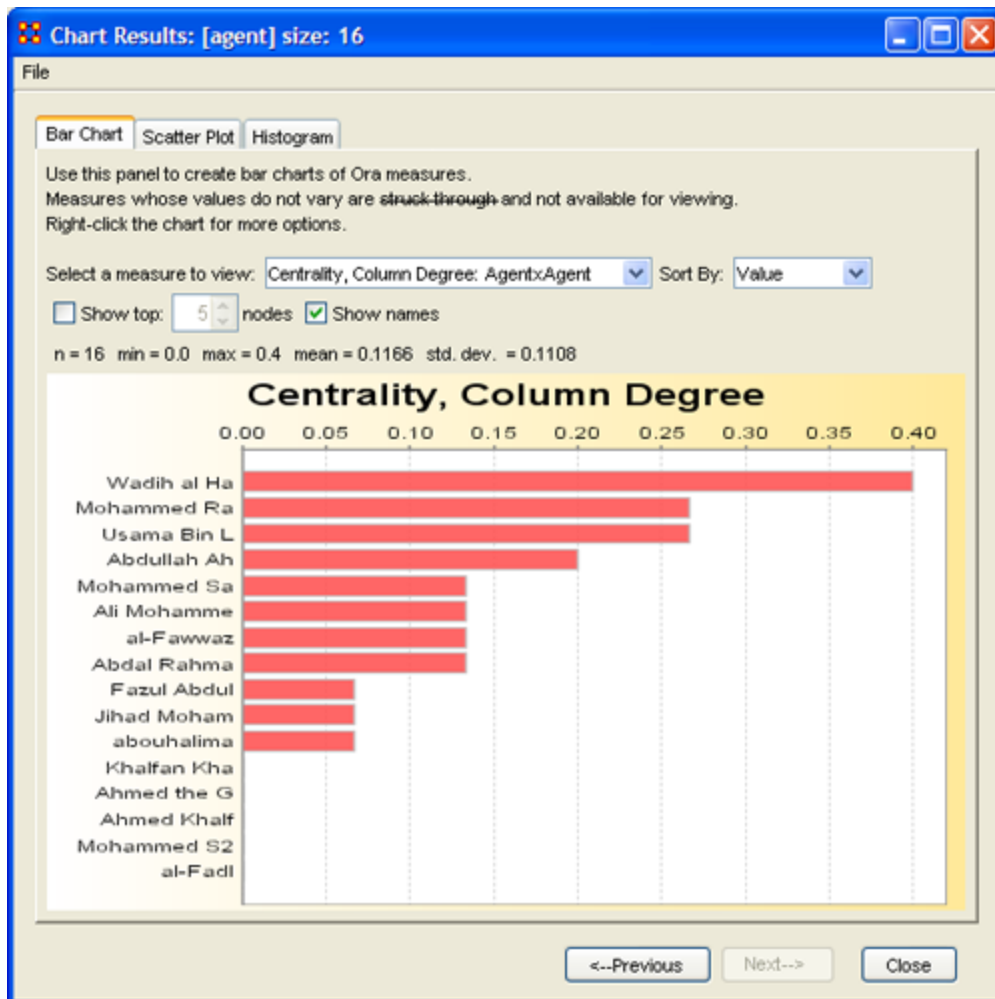 Chart Results: [agent] size: 16
File
Bar Chart Scatter Plot Histogram
Use this panel to create bar charts of Ora measures.
Measures whose values do not vary are struck through and not available for viewing.
Right-click the chart for more options.
Select a measure to view: Centrality, Column Degree: AgentxAgent Sort By: Value
Show top: 5 nodes Show names
n = 16 min = 0.0 max = 0.4 mean = 0.1166 std. dev. = 0.1108
Centrality, Column Degree
0.00 0.05 0.10 0.15 0.20 0.25 0.30 0.35 0.40
Wadih al Ha
Mohammed Ra
Usama Bin L
Abdullah Ah
Mohammed Sa
Ali Mohamme
al-Fawwaz
Abdal Rahma
Fazul Abdul
Jihad Moham
abouhalima
Khalfan Kha
Ahmed the G
Ahmed Khalf
Mohammed S2
al-Fadl
<--Previous Next--> Close